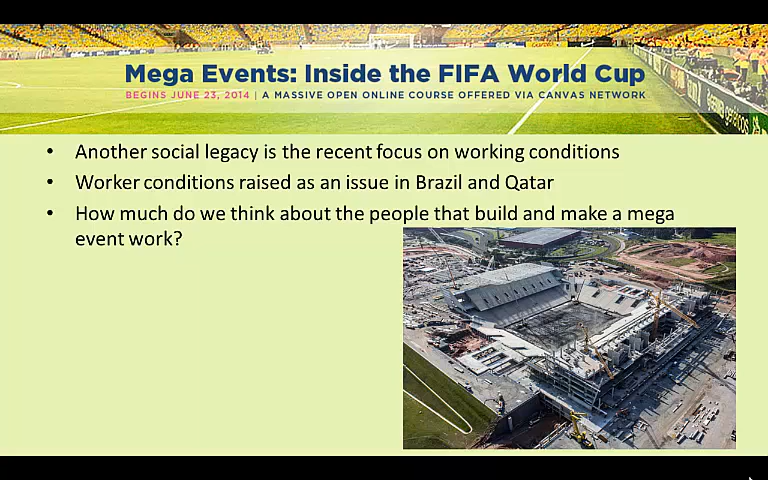 Mega Events: Inside the FIFA World Cup
BEGINS JUNE 23, 2014 | A MASSIVE OPEN ONLINE COURSE OFFERED VIA CANVAS NETWORK
• Another social legacy is the recent focus on working conditions
• Worker conditions raised as an issue in Brazil and Qatar
• How much do we think about the people that build and make a mega
event work?